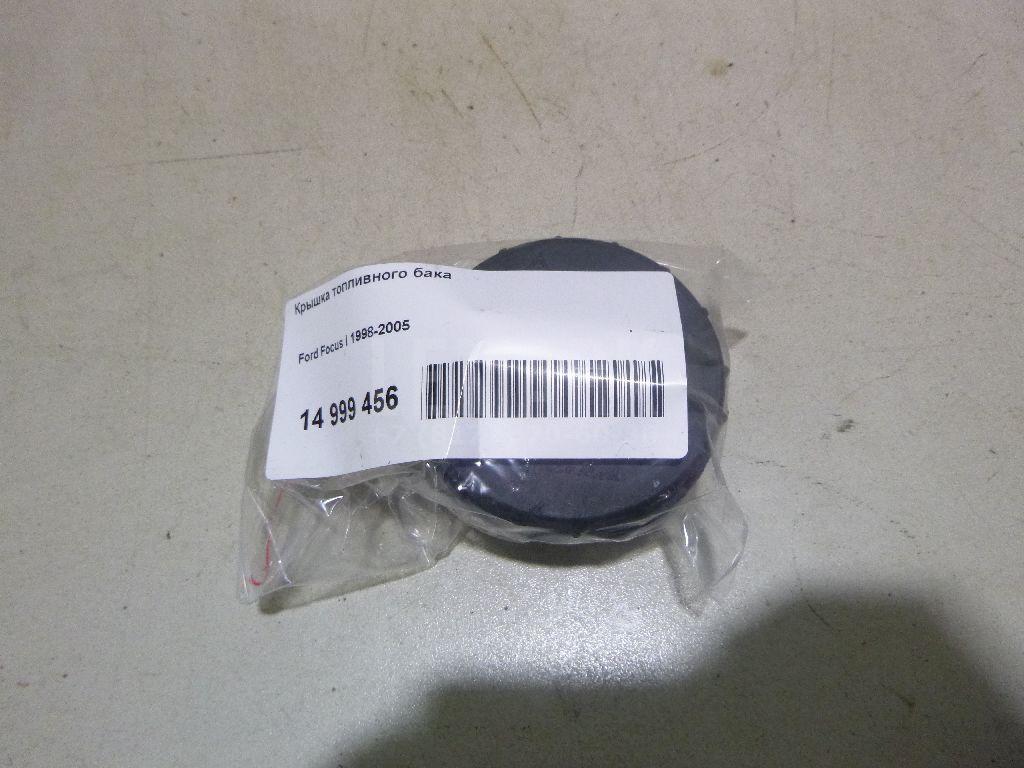 Крышка топливного бака
Ford Focus I 1998-2005
14 999 456